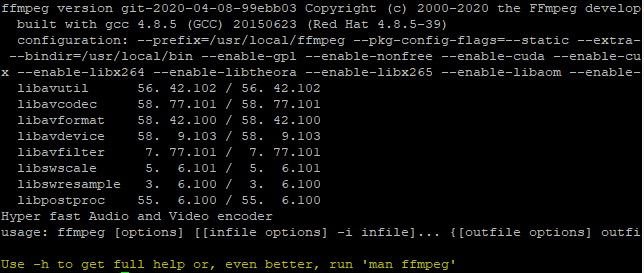 ffmpeg version git-2020-04-08-99ebb03 Copyright (c) 2000-2020 the FFmpeg develop
built with gcc 4.8.5 (GCC) 20150623 (Red Hat 4.8.5-39)
configuration: --prefix=/usr/local/ffmpeg --pkg-config-flags=--static --extra-
--bindir=/usr/local/bin --enable-gpl --enable-nonfree --enable-cuda --enable-cu
x --enable-libx264 --enable-libtheora --enable-libx265 --enable-libaom --enable-
libavutil      56. 42.102 / 56. 42.102
libavcodec     58. 77.101 / 58. 77.101
libavformat    58. 42.100 / 58. 42.100
libavdevice    58.  9.103 / 58.  9.103
libavfilter     7. 77.101 /  7. 77.101
libswscale      5.  6.101 /  5.  6.101
libswresample   3.  6.100 /  3.  6.100
libpostproc    55.  6.100 / 55.  6.100
Hyper fast Audio and Video encoder
usage: ffmpeg [options] [[infile options] -i infile]... {[outfile options] outfi
Use -h to get full help or, even better, run 'man ffmpeg'